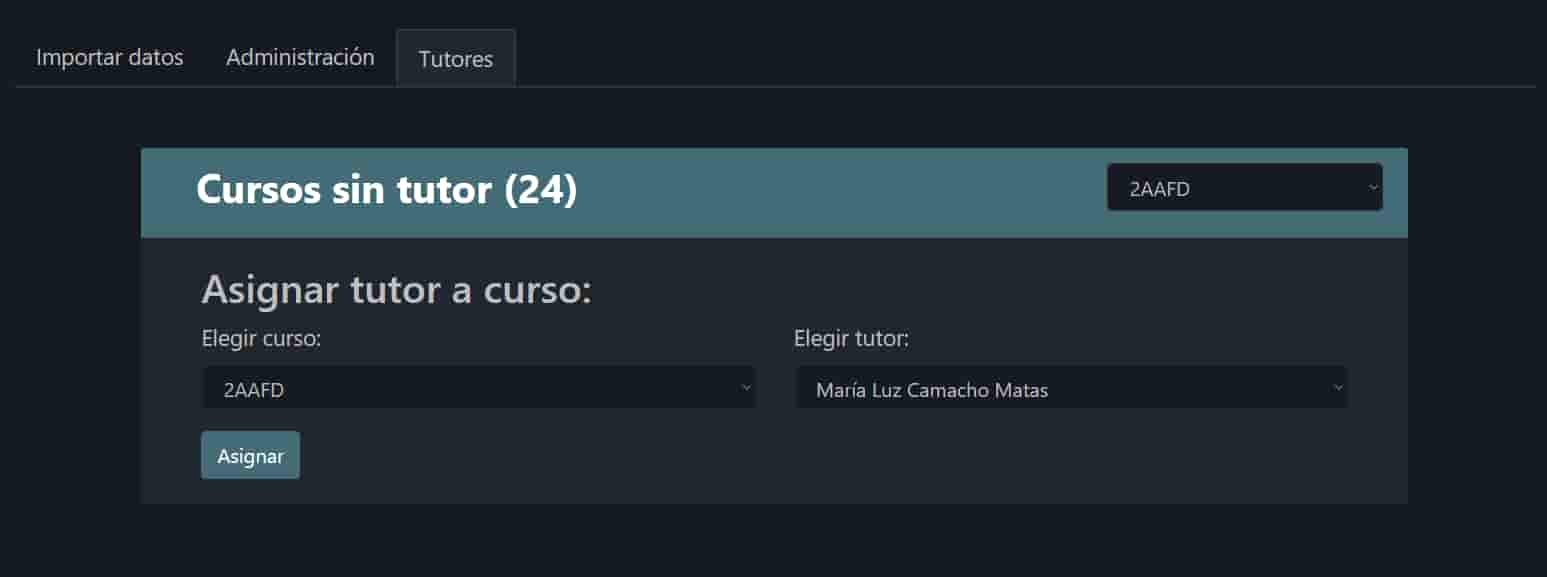 Importar datos
Administración
Tutores
Cursos sin tutor (24)
2AAFD
Asignar tutor a curso:
Elegir curso:
Elegir tutor:
2AAFD
María Luz Camacho Matas
Asignar